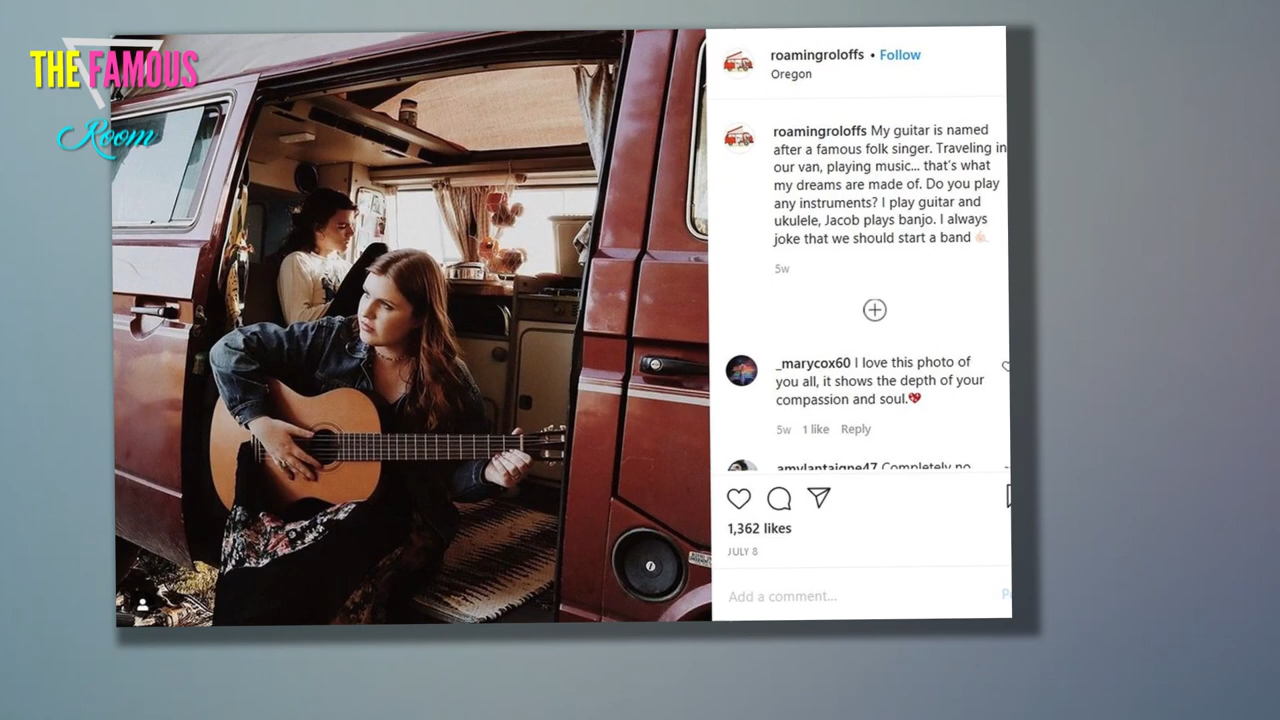 THE FAMOUS
Room
roamingroloffs • Follow
Oregon
roamingroloffs My guitar is named
after a famous folk singer. Traveling in
our van, playing music... that's what
my dreams are made of. Do you play
any instruments? I play guitar and
ukulele, Jacob plays banjo. I always
joke that we should start a band
5w
_marycox60 I love this photo of
you all, it shows the depth of your
compassion and soul.
5w 1 like Reply
amylantaigne47 Completely no
1,362 likes
JULY 8
Add a comment...